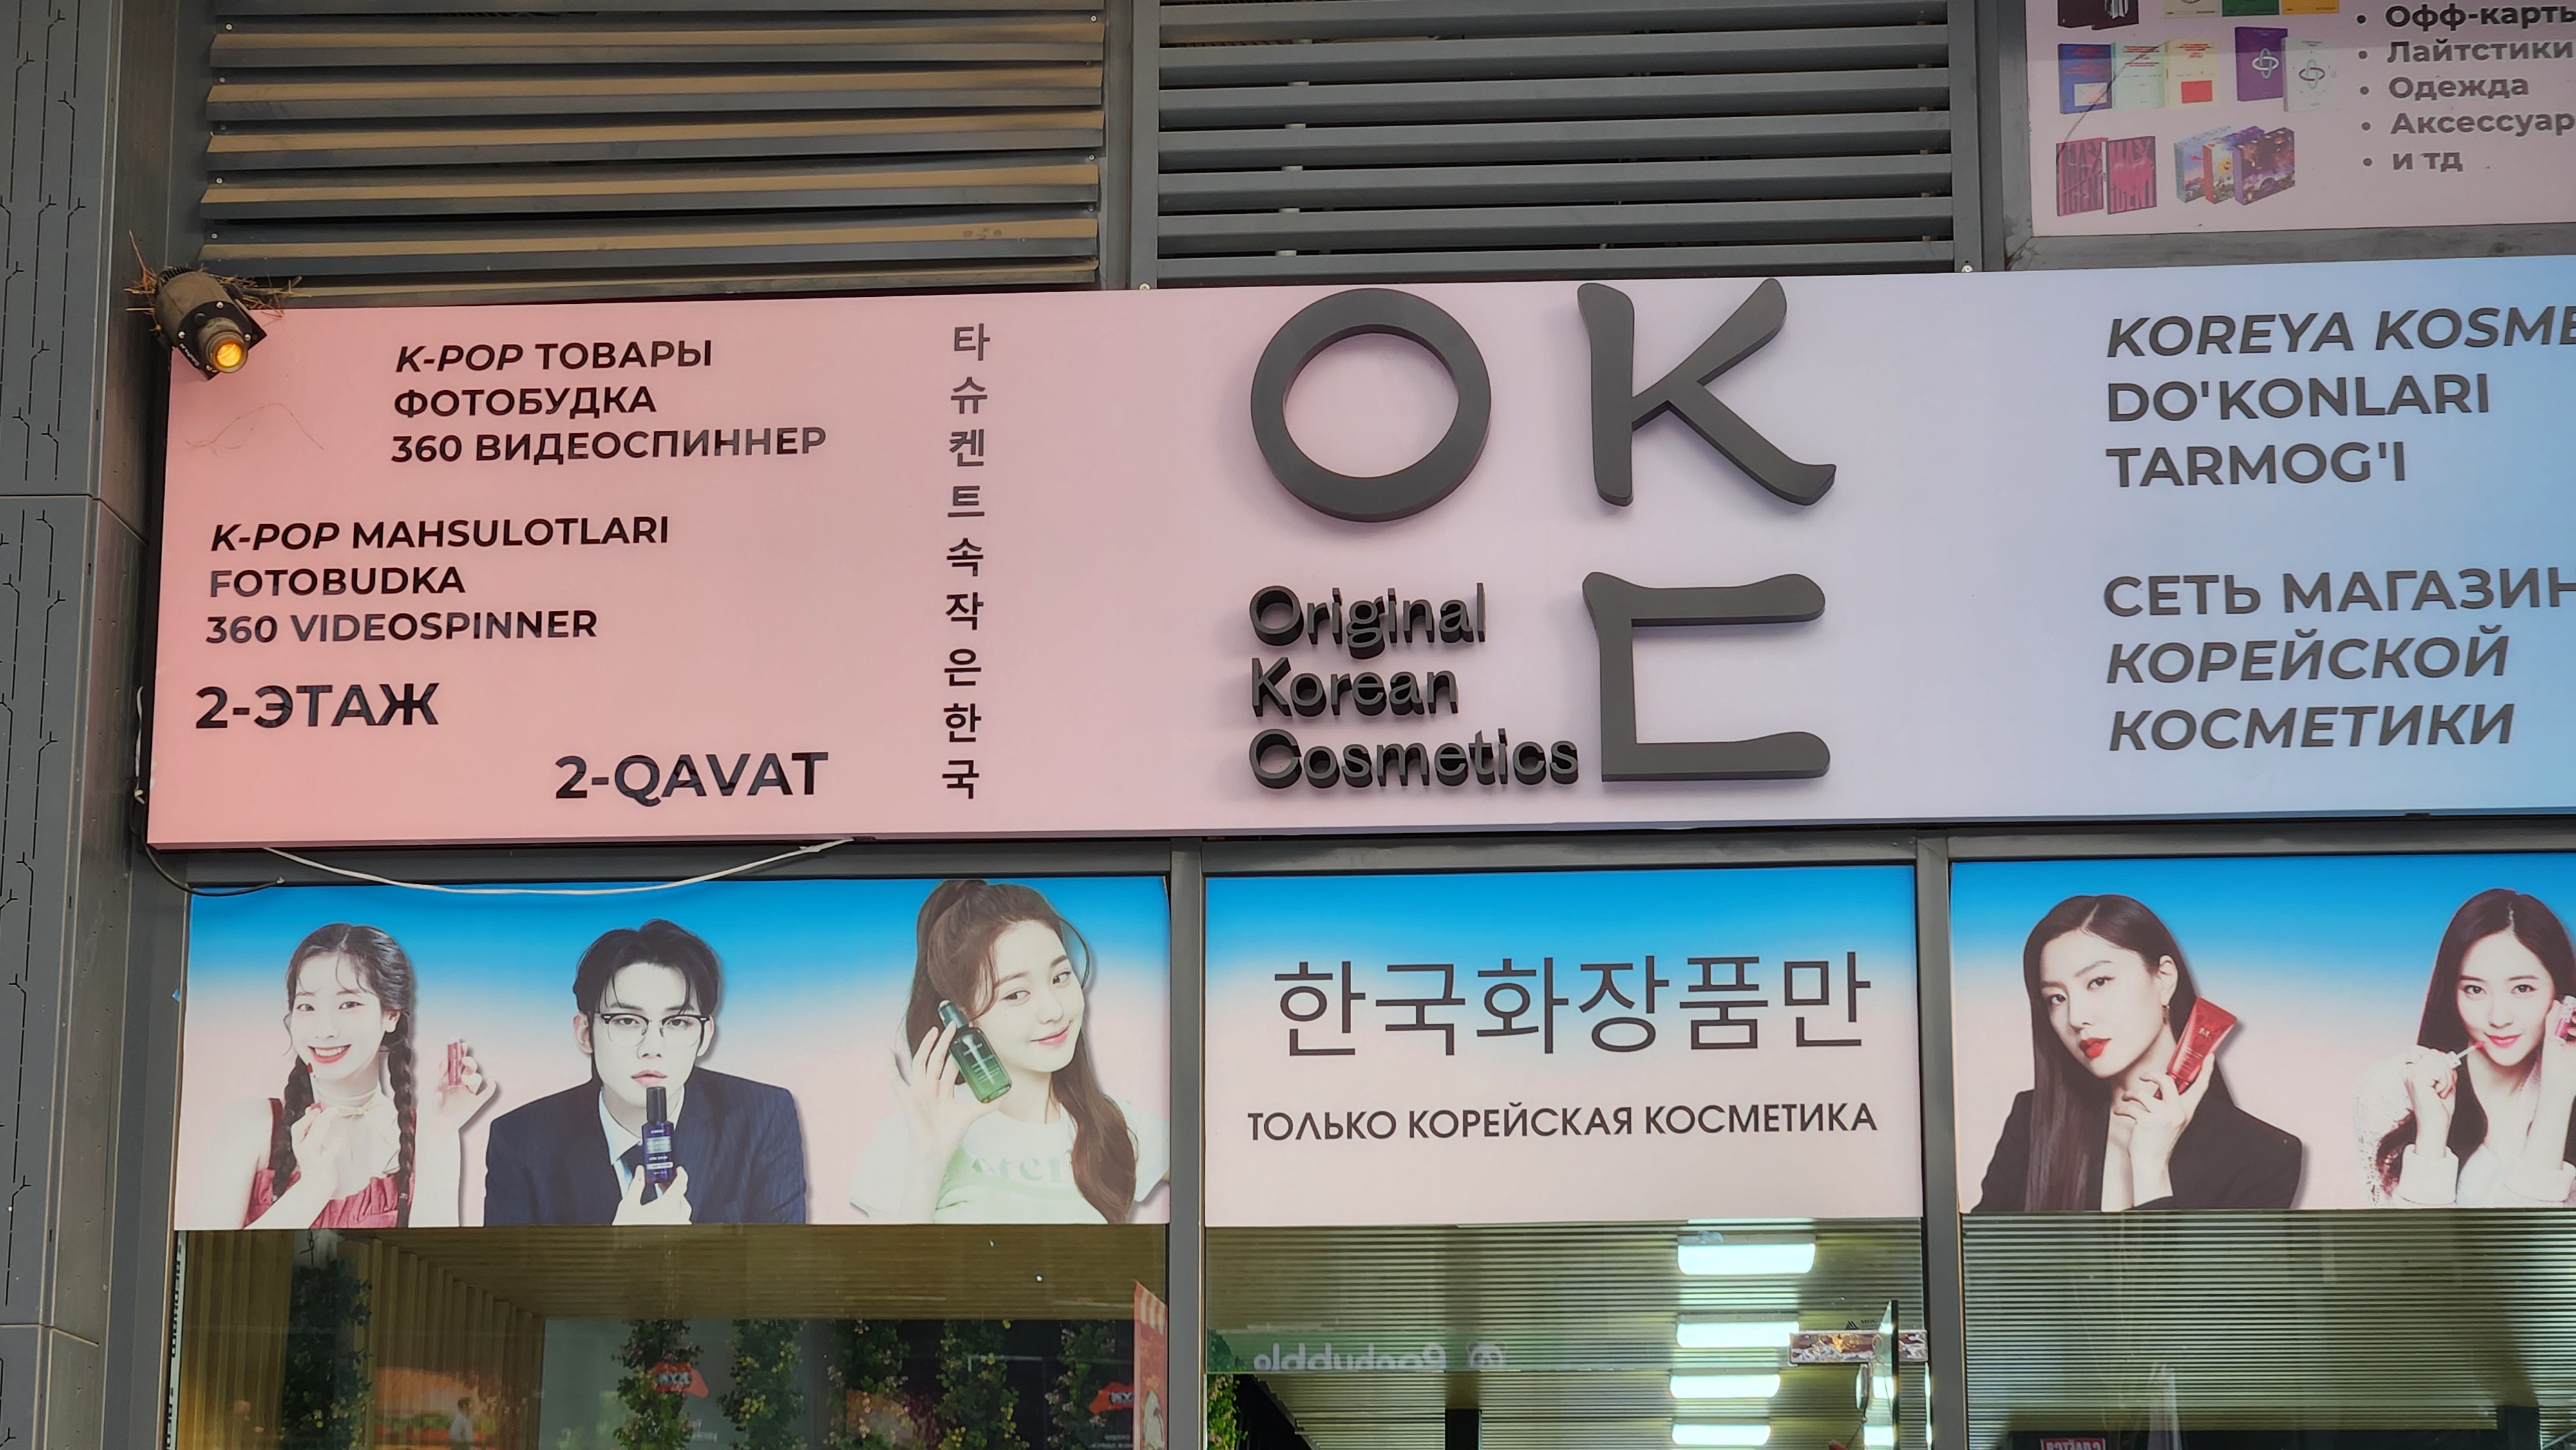 K-POP ТОВАРЫ
ФОТОБУДКА
360 ВИДЕОСПИННЕР
K-POP MAHSULOTLARI
FOTOBUDKA
360 VIDEOSPINNER
2-ЭТАЖ
2-QAVAT
타슈켄트속작은한국
OK
Original
Korean
Cosmetics
KOREYA KOSME
DO'KONLARI
TARMOG'I
СЕТЬ МАГАЗИН
КОРЕЙСКОЙ
КОСМЕТИКИ
• Офф-карты
• Лайтстики
• Одежда
• Аксессуар
• и тд
한국화장품만
ТОЛЬКО КОРЕЙСКАЯ КОСМЕТИКА